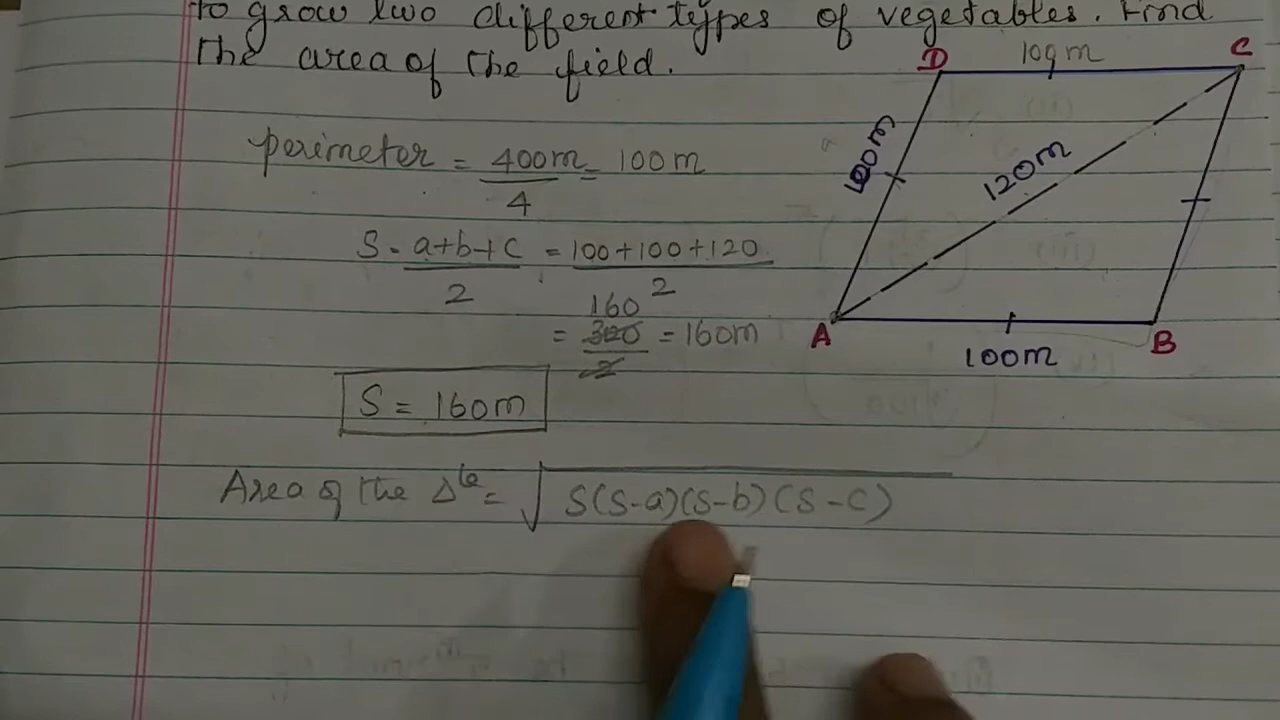 to grow two different types of vegetables. Find
the area of the field.
D 100m C
perimeter = 400m = 100m
4
100m
120m
S = a+b+c = 100+100+120
2 2
160
= 320 = 160m
2
A B
100m
S = 160m
Area of the Δle = √S(S-a)(S-b)(S-c)